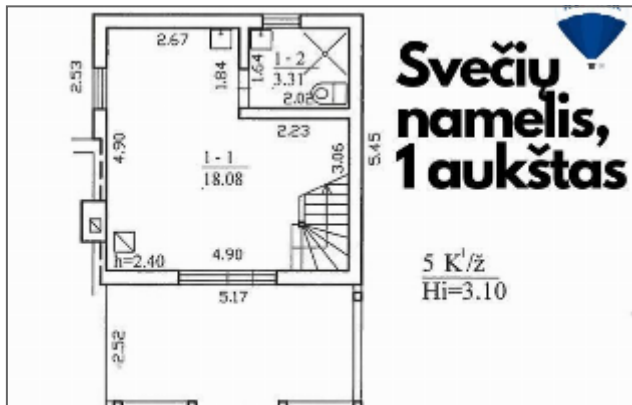 2.67
1 - 2
3.31
1.84
1.64
2.02
2.53
4.90
2.23
3.06
5.45
1 - 1
18.08
h=2.40
4.90
5.17
2.52
Svečių
namelis,
1 aukštas
5 K¹/ž
Hi=3.10